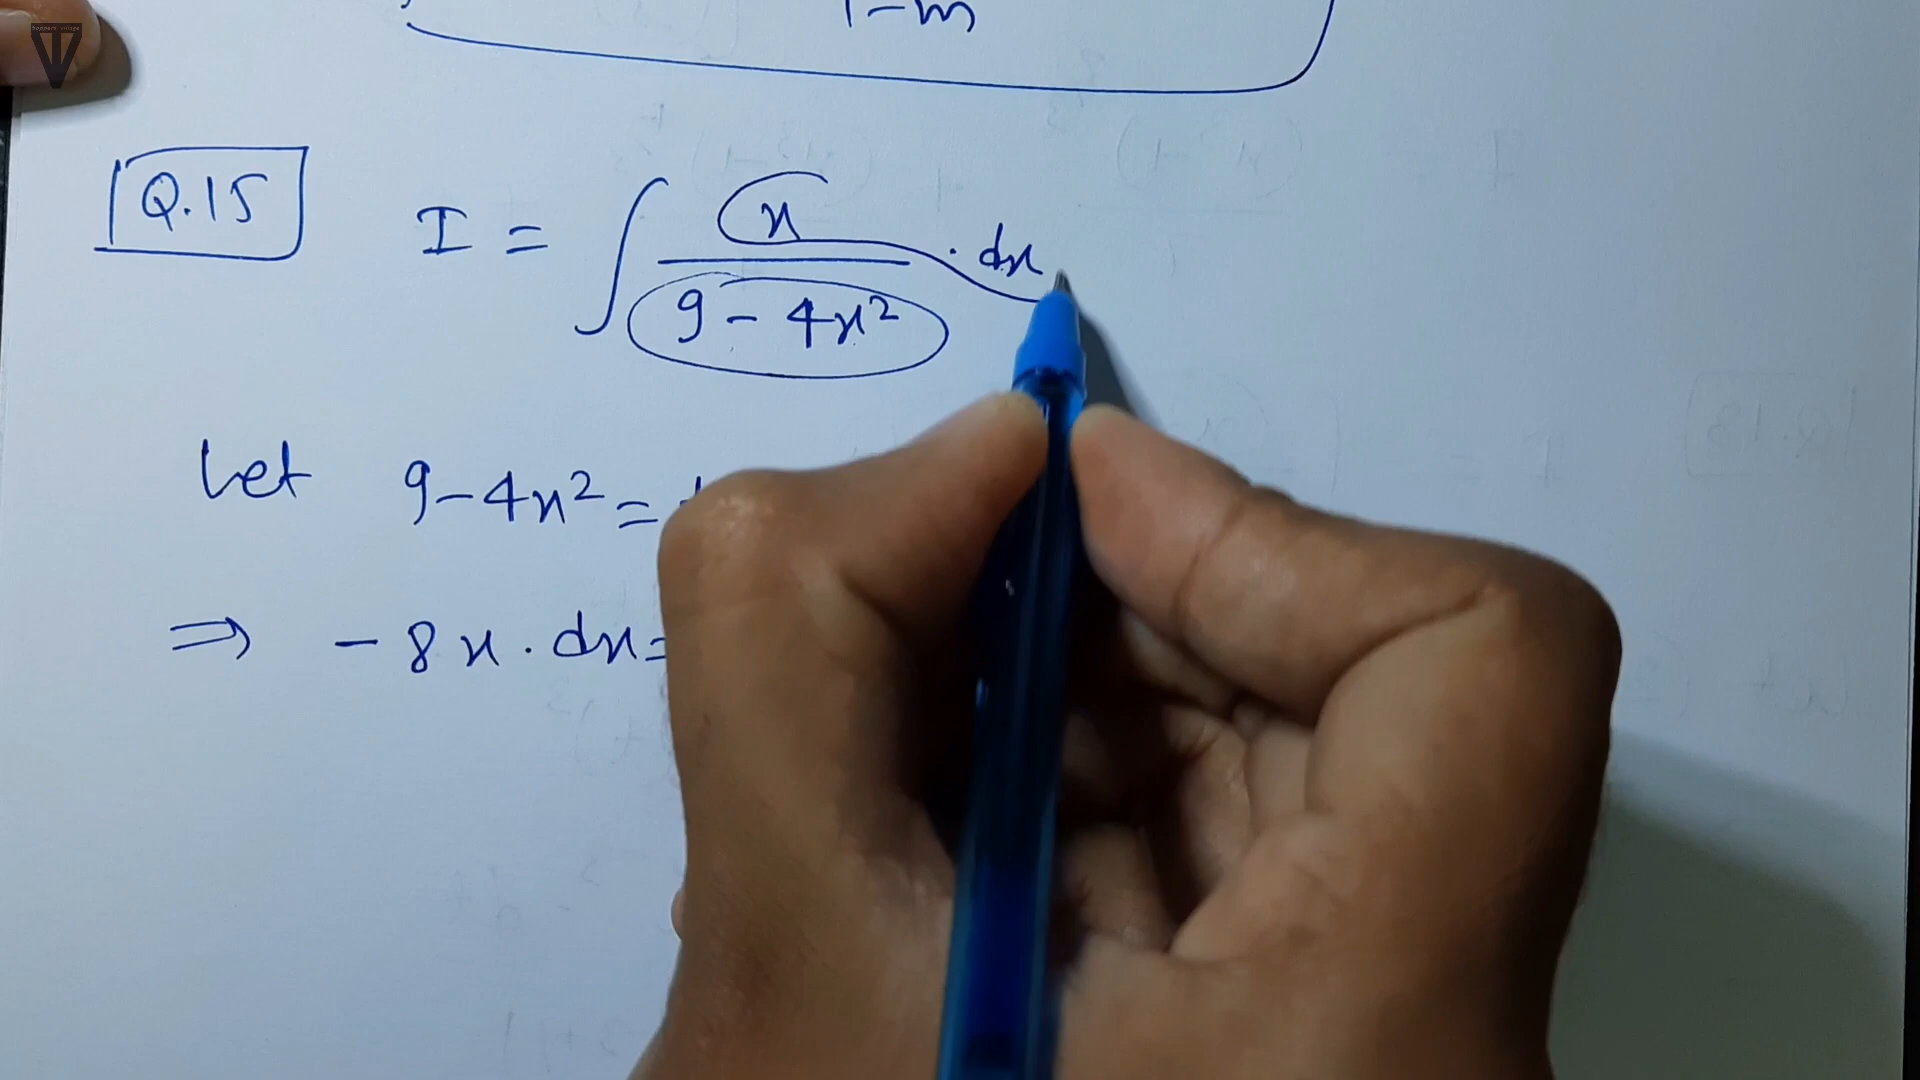 1-m
Q.15 I = ∫ x / (9 - 4x²) . dx
Let 9-4x² =
⇒ -8x . dx =